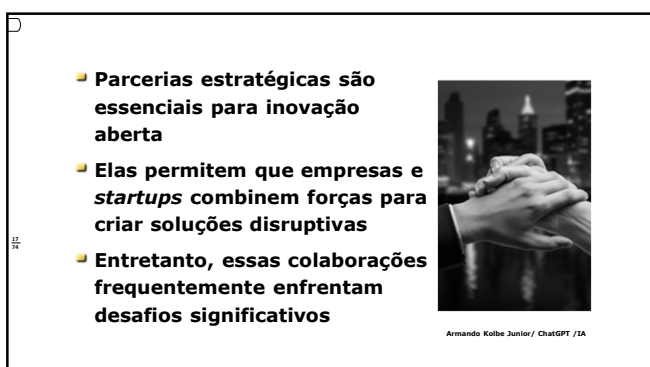 Parcerias estratégicas são
essenciais para inovação
aberta
Elas permitem que empresas e
startups combinem forças para
criar soluções disruptivas
Entretanto, essas colaborações
frequentemente enfrentam
desafios significativos
17
74
Armando Kolbe Junior/ ChatGPT /IA